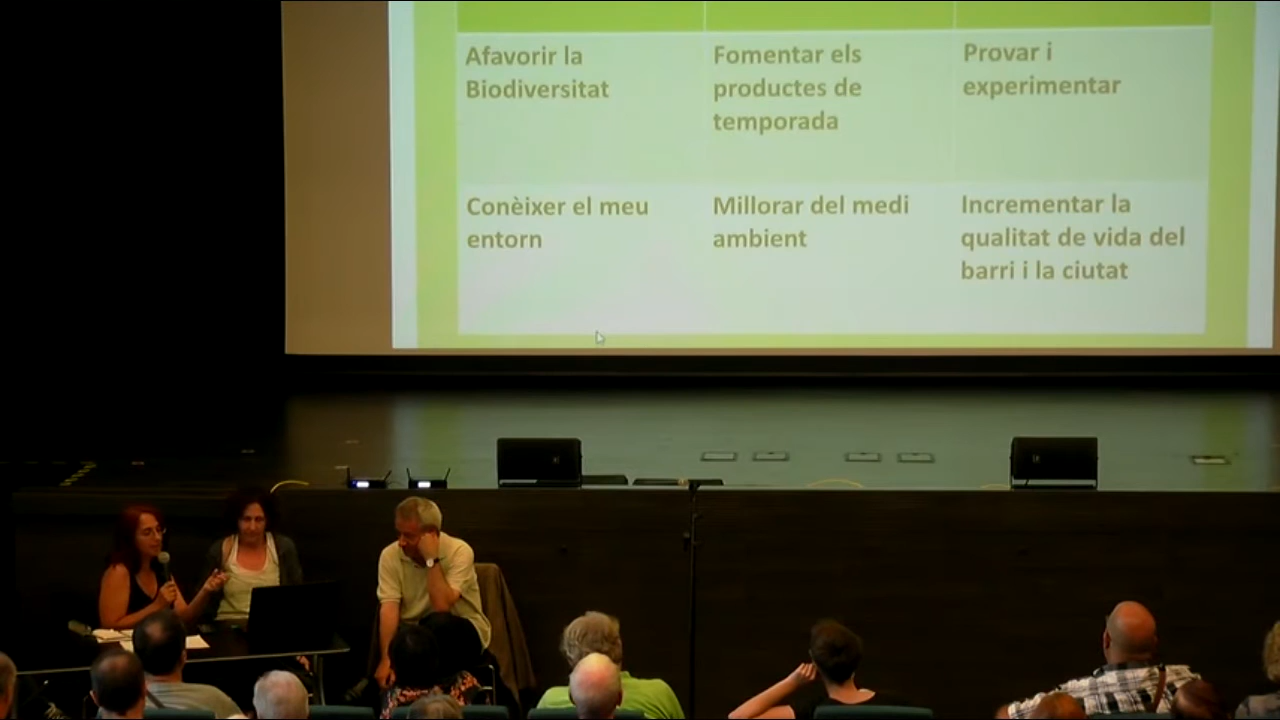 Afavorir la
Biodiversitat
Fomentar els
productes de
temporada
Provar i
experimentar
Conèixer el meu
entorn
Millorar del medi
ambient
Incrementar la
qualitat de vida del
barri i la ciutat